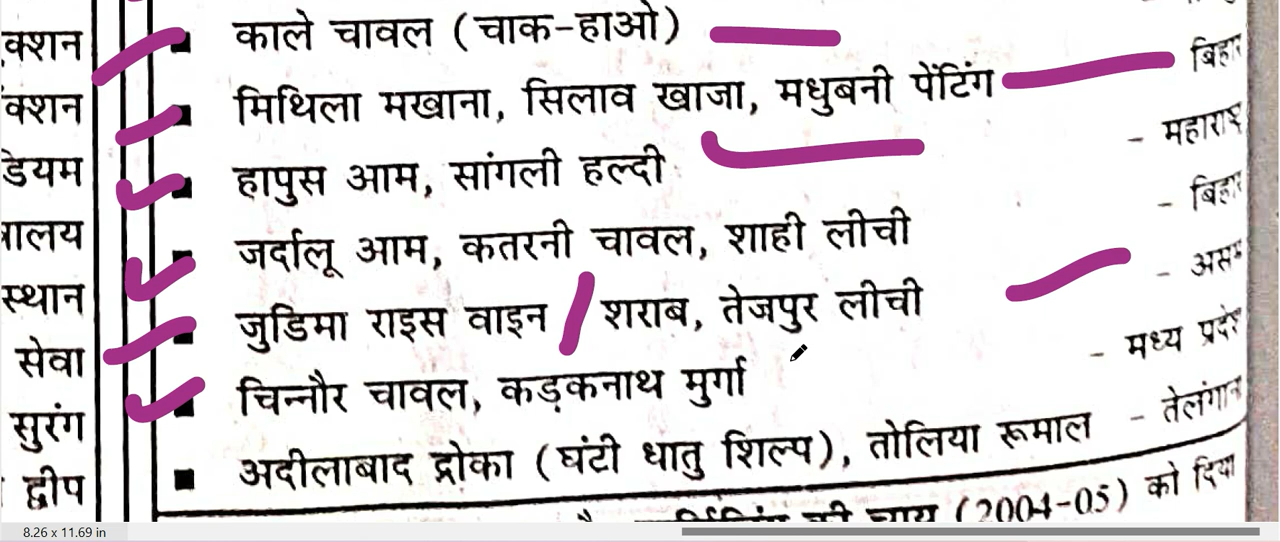 क्शन
■ काले चावल (चाक-हाओ)
क्शन
■ मिथिला मखाना, सिलाव खाजा, मधुबनी पेंटिंग - बिहार
डेयम
■ हापुस आम, सांगली हल्दी - महाराष्
ालय
■ जर्दालू आम, कतरनी चावल, शाही लीची - बिहार
स्थान
■ जुडिमा राइस वाइन / शराब, तेजपुर लीची - असम
सेवा
■ चिन्नौर चावल, कड़कनाथ मुर्गा - मध्य प्रदेश
सुरंग
■ अदीलाबाद द्रोका (घंटी धातु शिल्प), तोलिया रूमाल - तेलंगान
द्वीप
की चाय (2004-05) को दिया
8.26 x 11.69 in